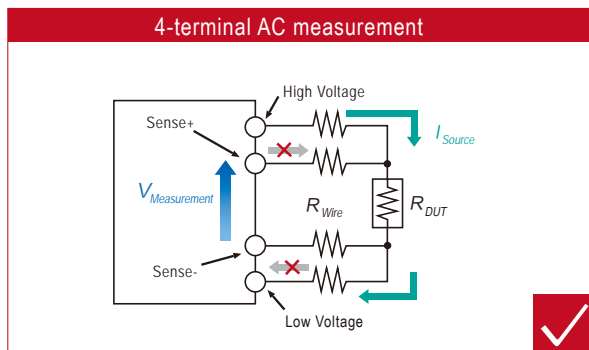 4-terminal AC measurement
High Voltage
Sense+
I Source
V Measurement
R Wire
R DUT
Sense-
Low Voltage